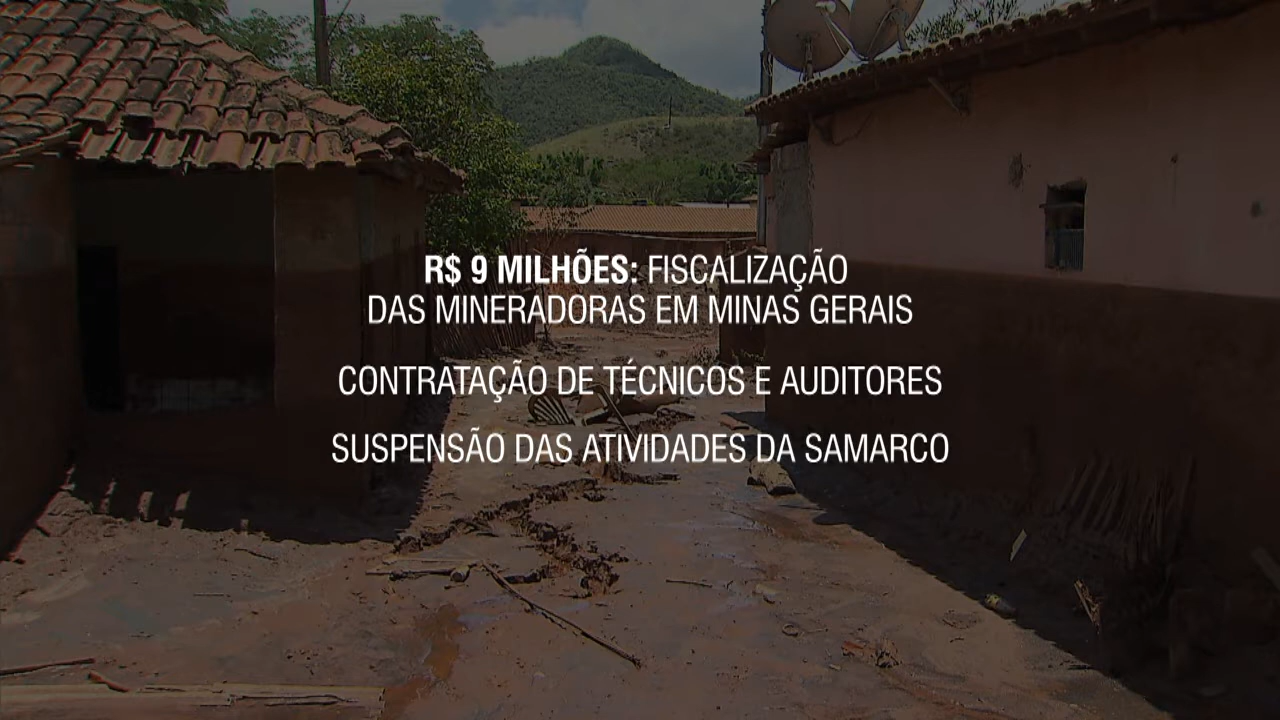 R$ 9 MILHÕES: FISCALIZAÇÃO
DAS MINERADORAS EM MINAS GERAIS
CONTRATAÇÃO DE TÉCNICOS E AUDITORES
SUSPENSÃO DAS ATIVIDADES DA SAMARCO